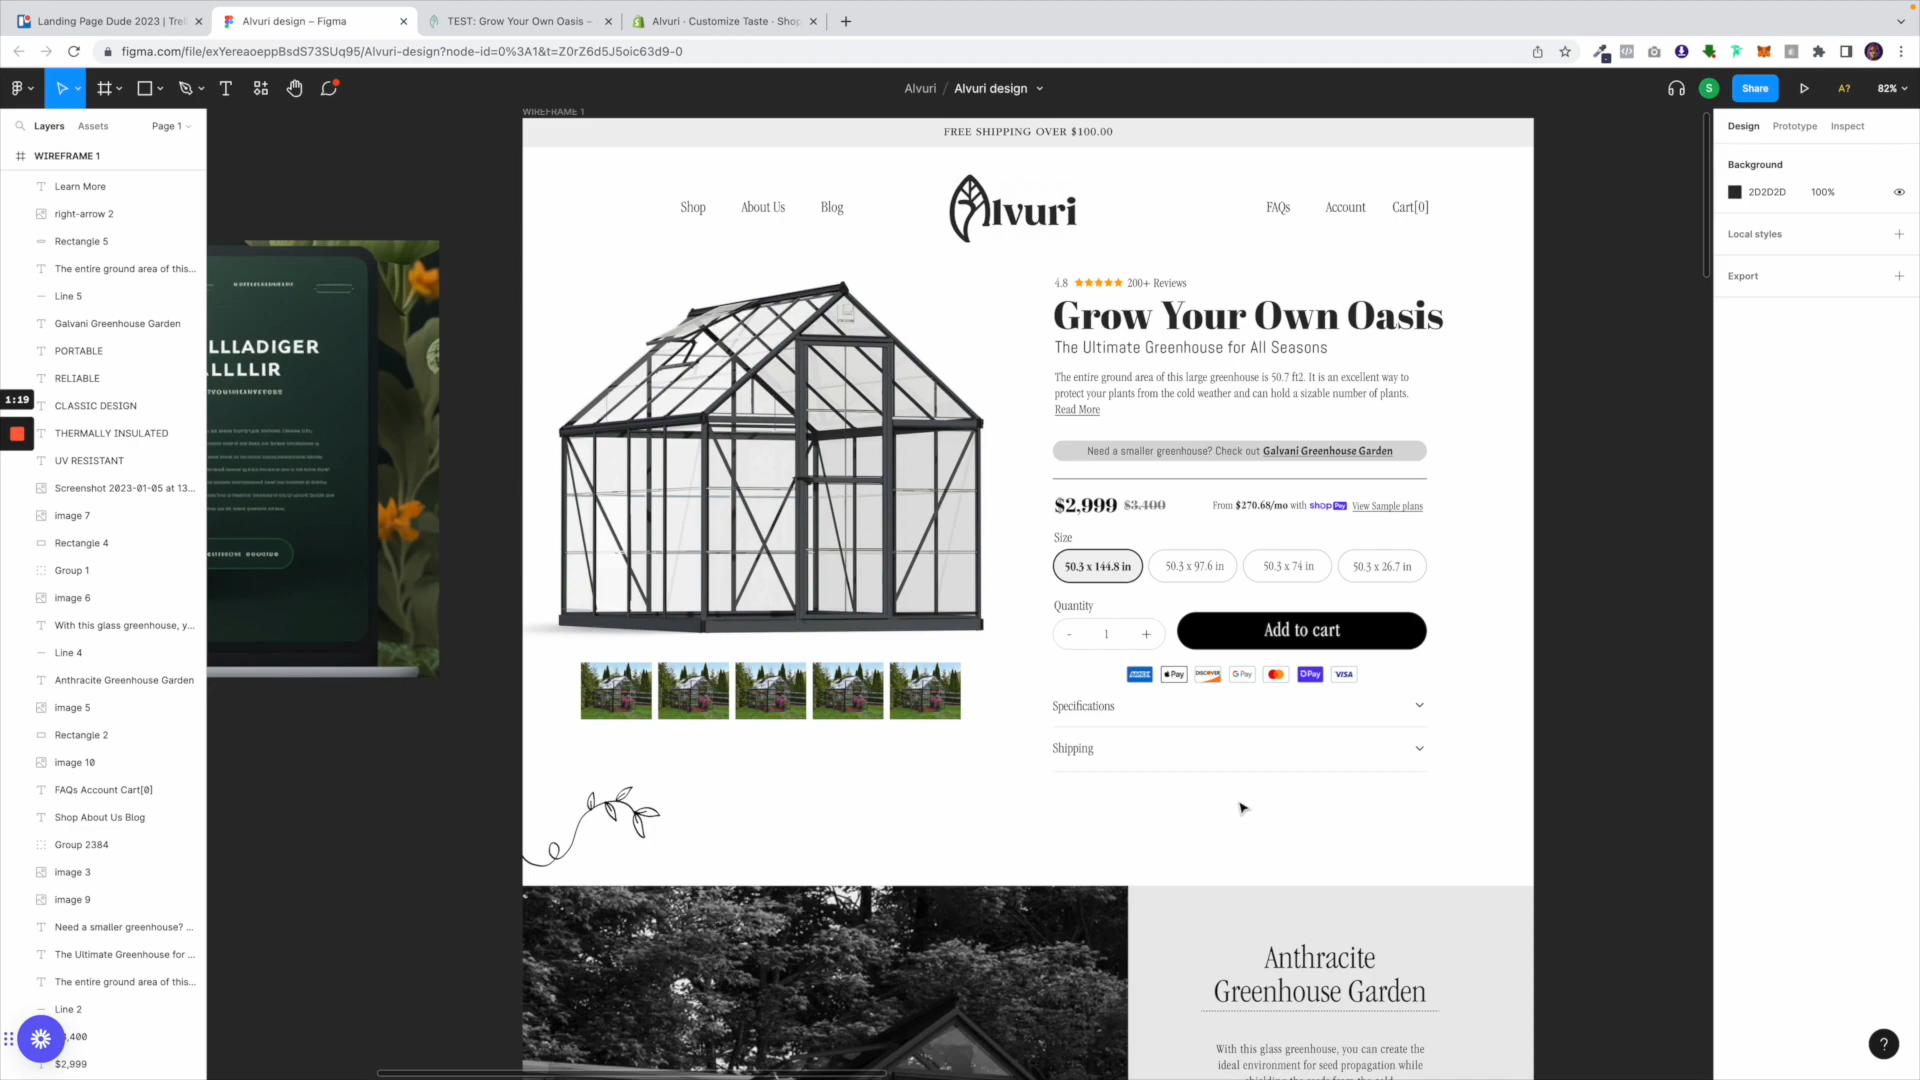 Landing Page Dude 2023 | Trel
Alvuri design – Figma
TEST: Grow Your Own Oasis –
Alvuri · Customize Taste · Shop
figma.com/file/exYereaoeppBsdS73SUq95/Alvuri-design?node-id=0%3A1&t=Z0rZ6d5J5oic63d9-0
Alvuri / Alvuri design
S
Share
A?
82%
Layers
Assets
Page 1
WIREFRAME 1
Learn More
right-arrow 2
Rectangle 5
The entire ground area of this...
Line 5
Galvani Greenhouse Garden
PORTABLE
RELIABLE
CLASSIC DESIGN
THERMALLY INSULATED
UV RESISTANT
Screenshot 2023-01-05 at 13...
image 7
Rectangle 4
Group 1
image 6
With this glass greenhouse, y...
Line 4
Anthracite Greenhouse Garden
image 5
Rectangle 2
image 10
FAQs Account Cart[0]
Shop About Us Blog
Group 2384
image 3
image 9
Need a smaller greenhouse? ...
The Ultimate Greenhouse for ...
The entire ground area of this...
Line 2
,400
$2,999
1:19
LLLADIGER
LLLLIR
WIREFRAME 1
FREE SHIPPING OVER $100.00
Shop
About Us
Blog
Alvuri
FAQs
Account
Cart[0]
4.8
200+ Reviews
Grow Your Own Oasis
The Ultimate Greenhouse for All Seasons
The entire ground area of this large greenhouse is 50.7 ft2. It is an excellent way to
protect your plants from the cold weather and can hold a sizable number of plants.
Read More
Need a smaller greenhouse? Check out Galvani Greenhouse Garden
$2,999 $3,400
From $270.68/mo with shop Pay View Sample plans
Size
50.3 x 144.8 in
50.3 x 97.6 in
50.3 x 74 in
50.3 x 26.7 in
Quantity
- 1 +
Add to cart
AMEX
Pay
DISCOVER
G Pay
Pay
VISA
Specifications
Shipping
Anthracite
Greenhouse Garden
With this glass greenhouse, you can create the
ideal environment for seed propagation while
Design
Prototype
Inspect
Background
2D2D2D
100%
Local styles
Export
?